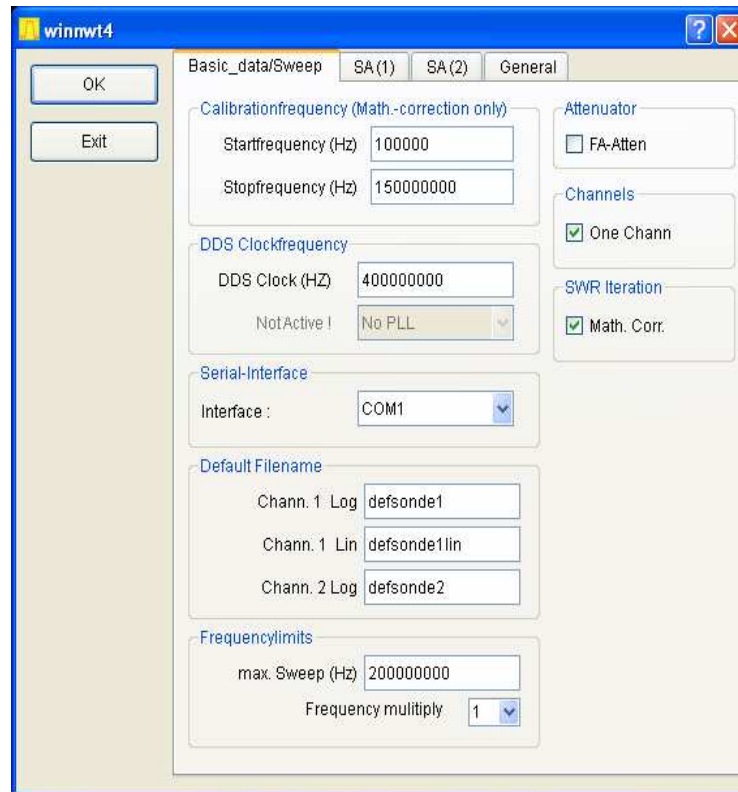 winnwt4
OK
Exit
Basic_data/Sweep SA(1) SA(2) General
Calibrationfrequency (Math.-correction only)
Startfrequency (Hz) 100000
Stopfrequency (Hz) 150000000
DDS Clockfrequency
DDS Clock (HZ) 400000000
NotActive ! No PLL
Serial-Interface
Interface : COM1
Default Filename
Chann. 1 Log defsonde1
Chann. 1 Lin defsonde1lin
Chann. 2 Log defsonde2
Frequencylimits
max. Sweep (Hz) 200000000
Frequency mulitiply 1
Attenuator
FA-Atten
Channels
One Chann
SWR Iteration
Math. Corr.